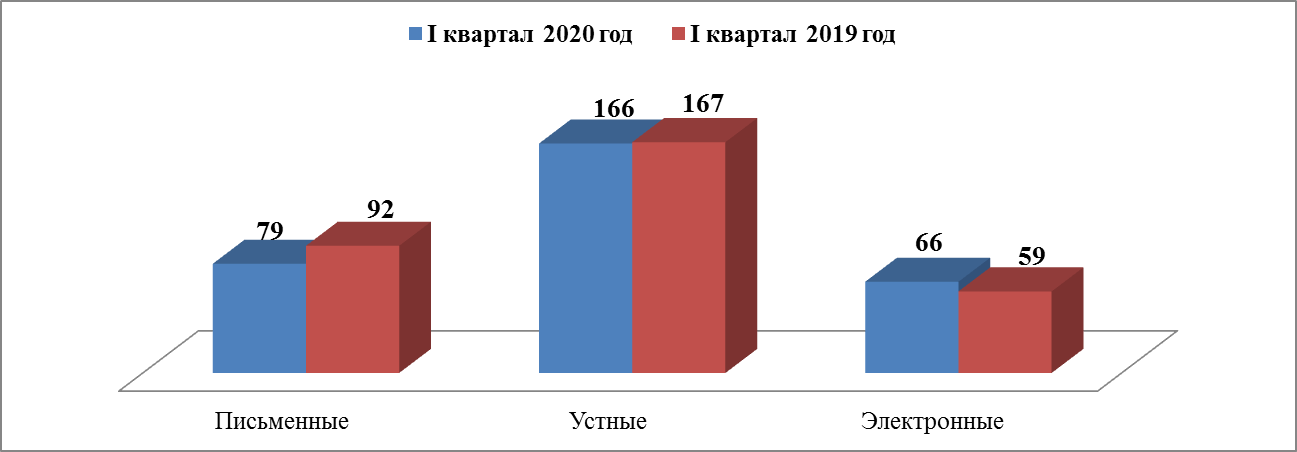 I квартал 2020 год I квартал 2019 год
166 167
79 92
66 59
Письменные Устные Электронные